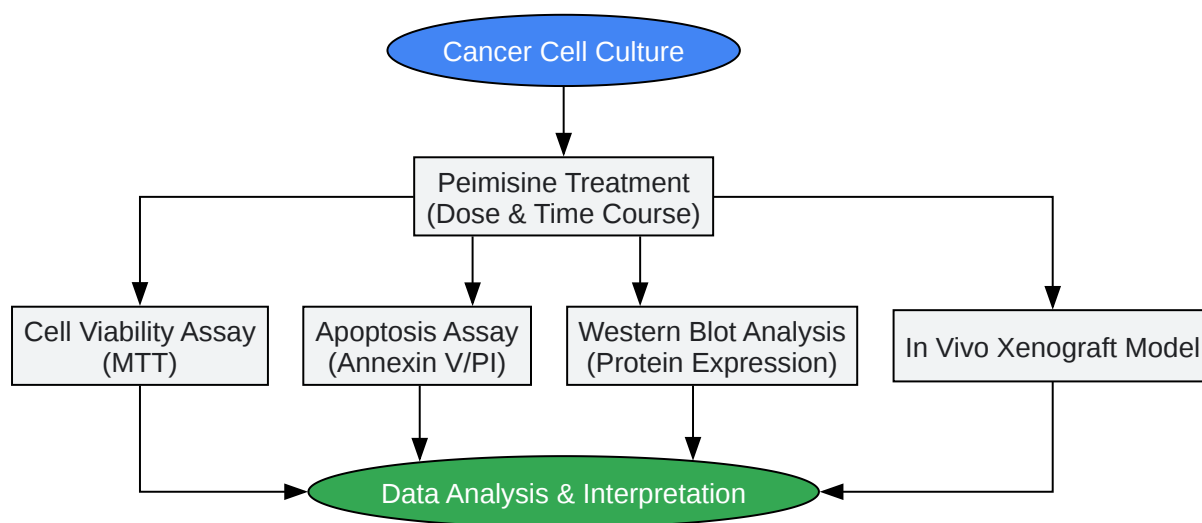 Cancer Cell Culture
Peimisine Treatment
(Dose & Time Course)
Cell Viability Assay
(MTT)
Apoptosis Assay
(Annexin V/PI)
Western Blot Analysis
(Protein Expression)
In Vivo Xenograft Model
Data Analysis & Interpretation